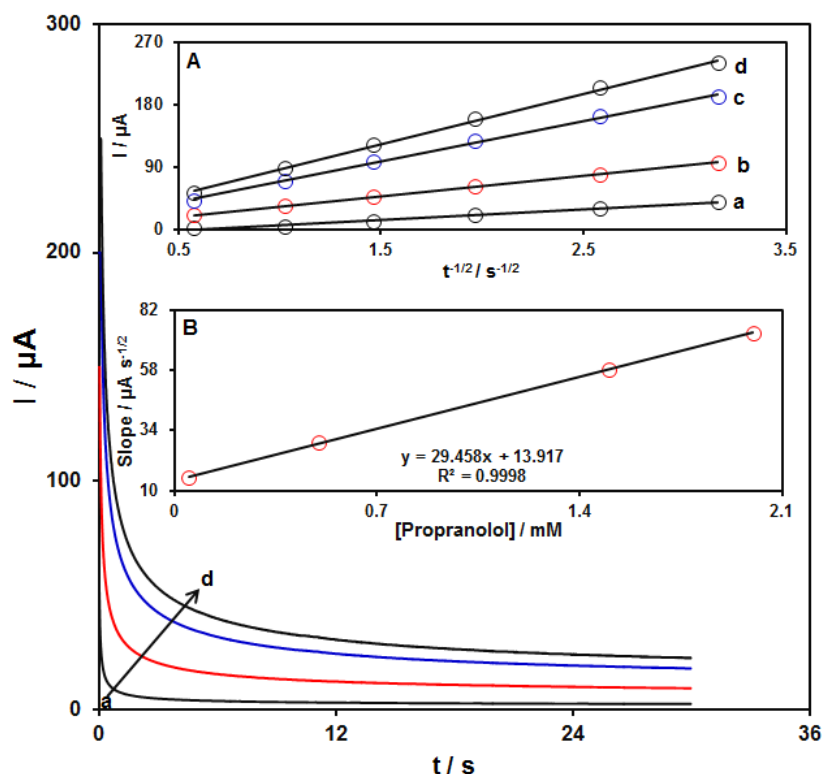 300
200
100
0
I / µA
0
12
24
36
t / s
a
d
A
270
180
90
0
I / µA
0.5
1.5
2.5
3.5
t-1/2 / s-1/2
d
c
b
a
B
82
58
34
10
Slope / µA s-1/2
y = 29.458x + 13.917
R² = 0.9998
0
0.7
1.4
2.1
[Propranolol] / mM